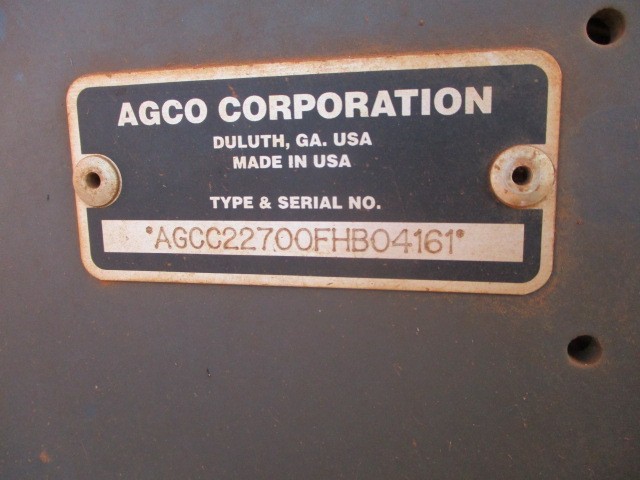 AGCO CORPORATION
DULUTH, GA. USA
MADE IN USA
TYPE & SERIAL NO.
*AGCC22700FHB04161*